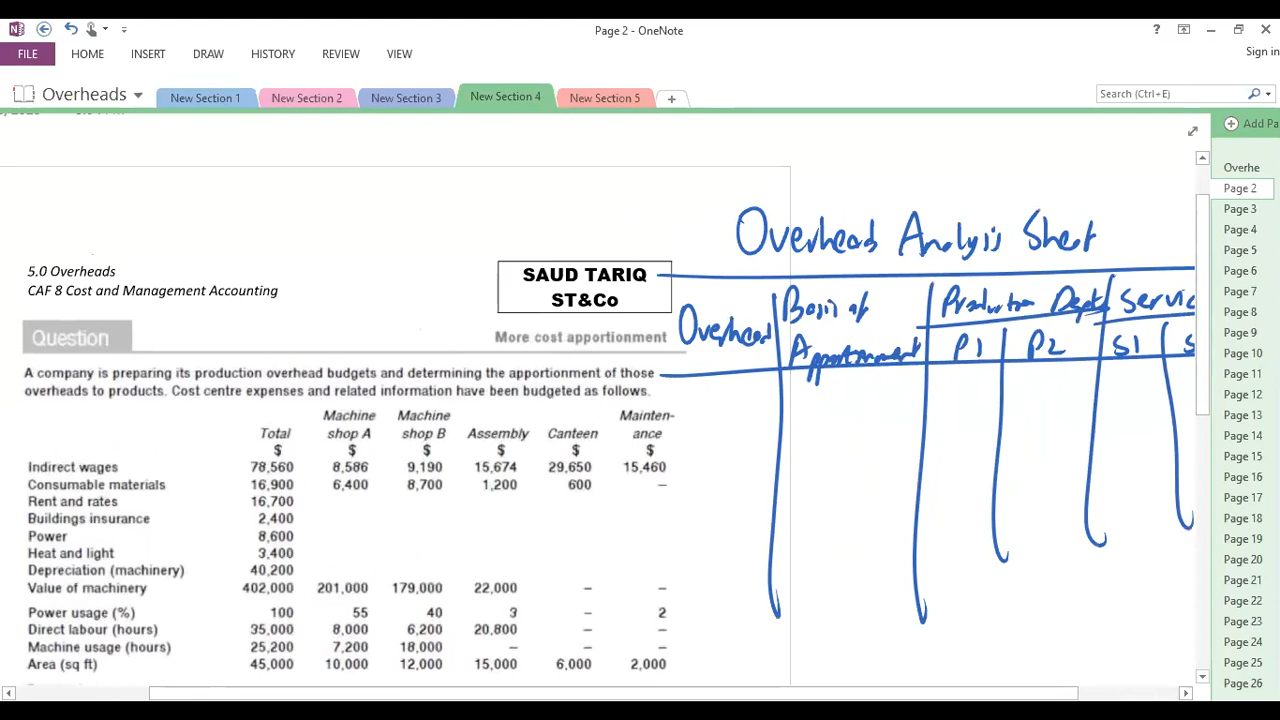 Page 2 - OneNote
?
FILE HOME INSERT DRAW HISTORY REVIEW VIEW
Sign in
Overheads
New Section 1
New Section 2
New Section 3
New Section 4
New Section 5
+
Search (Ctrl+E)
Add Pa
Overhe
Page 2
Page 3
Page 4
Page 5
Page 6
Page 7
Page 8
Page 9
Page 10
Page 11
Page 12
Page 13
Page 14
Page 15
Page 16
Page 17
Page 18
Page 19
Page 20
Page 21
Page 22
Page 23
Page 24
Page 25
Page 26
5.0 Overheads
CAF 8 Cost and Management Accounting
SAUD TARIQ
ST&Co
Question
More cost apportionment
A company is preparing its production overhead budgets and determining the apportionment of those
overheads to products. Cost centre expenses and related information have been budgeted as follows.
Machine Machine Mainten-
Total shop A shop B Assembly Canteen ance
$ $ $ $ $ $
Indirect wages 78,560 8,586 9,190 15,674 29,650 15,460
Consumable materials 16,900 6,400 8,700 1,200 600 –
Rent and rates 16,700
Buildings insurance 2,400
Power 8,600
Heat and light 3,400
Depreciation (machinery) 40,200
Value of machinery 402,000 201,000 179,000 22,000 – –
Power usage (%) 100 55 40 3 – 2
Direct labour (hours) 35,000 8,000 6,200 20,800 – –
Machine usage (hours) 25,200 7,200 18,000 – – –
Area (sq ft) 45,000 10,000 12,000 15,000 6,000 2,000
Overheads Analysis Sheet
Overheads
Basis of
Apportionment
Production Depts
Servic
P1 P2 S1 S